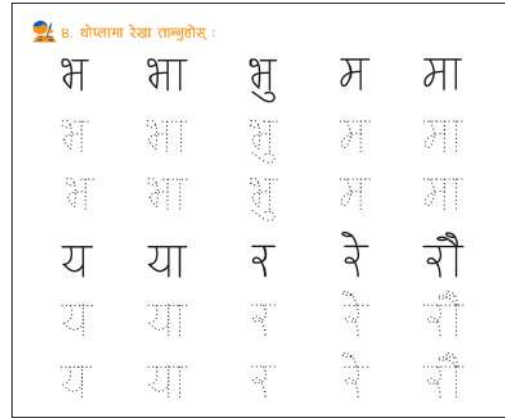 ४. थोप्लामा रेखा तान्नुहोस् :
भ भा भु म मा
भ भा भु म मा
भ भा भु म मा
य या र रे रौ
य या र रे रौ
य या र रे रौ